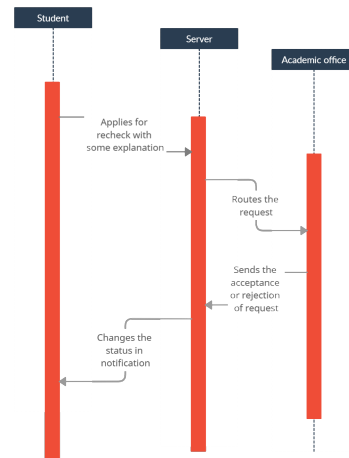 Student
Server
Academic office
Applies for
recheck with
some explanation
Routes the
request
Sends the
acceptance
or rejection
of request
Changes the
status in
notification